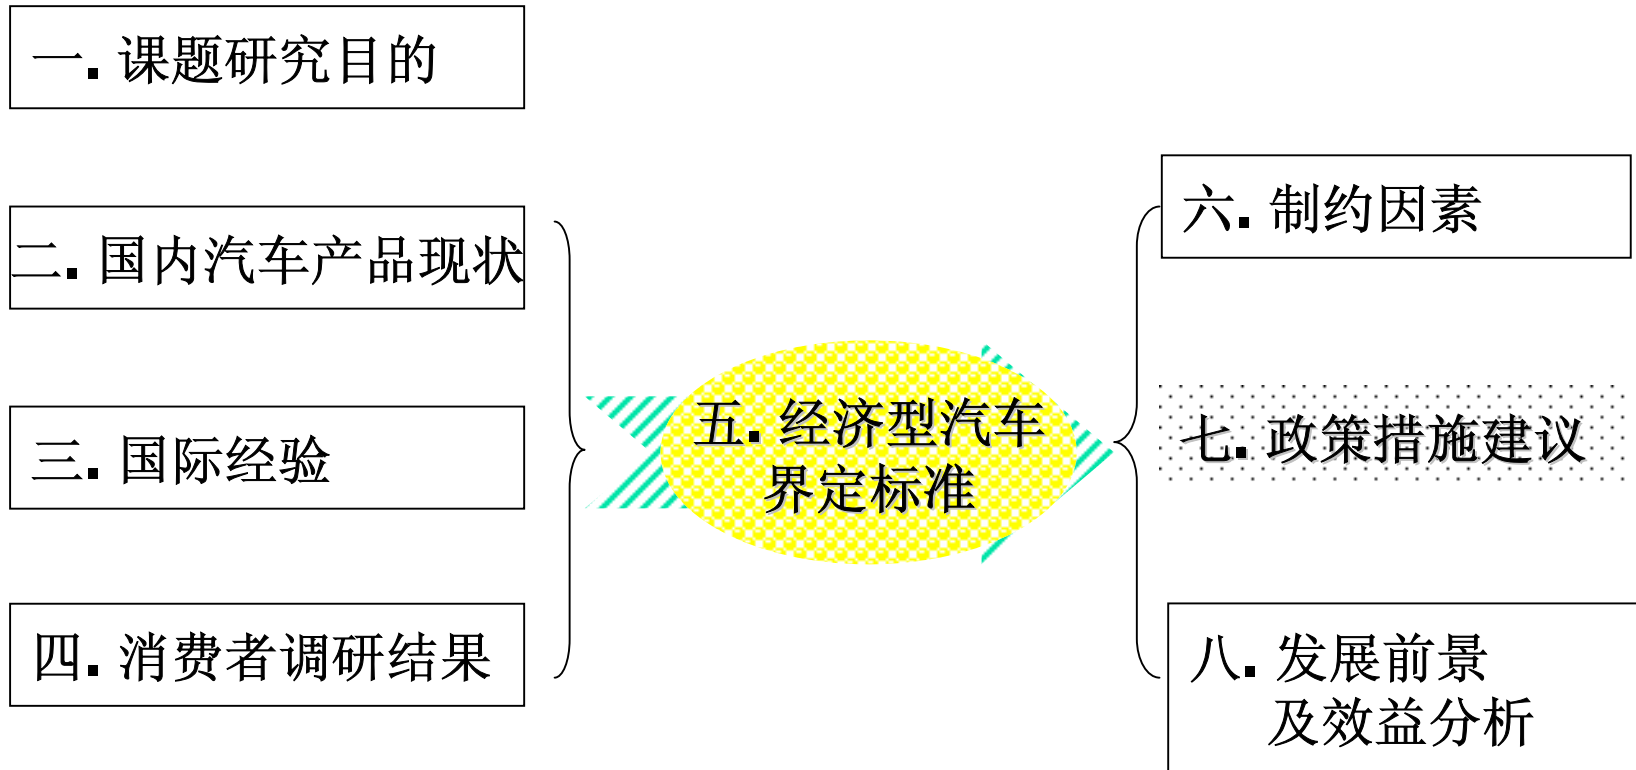 一. 课题研究目的
二. 国内汽车产品现状
三. 国际经验
四. 消费者调研结果
五. 经济型汽车
界定标准
六. 制约因素
七. 政策措施建议
八. 发展前景
及效益分析